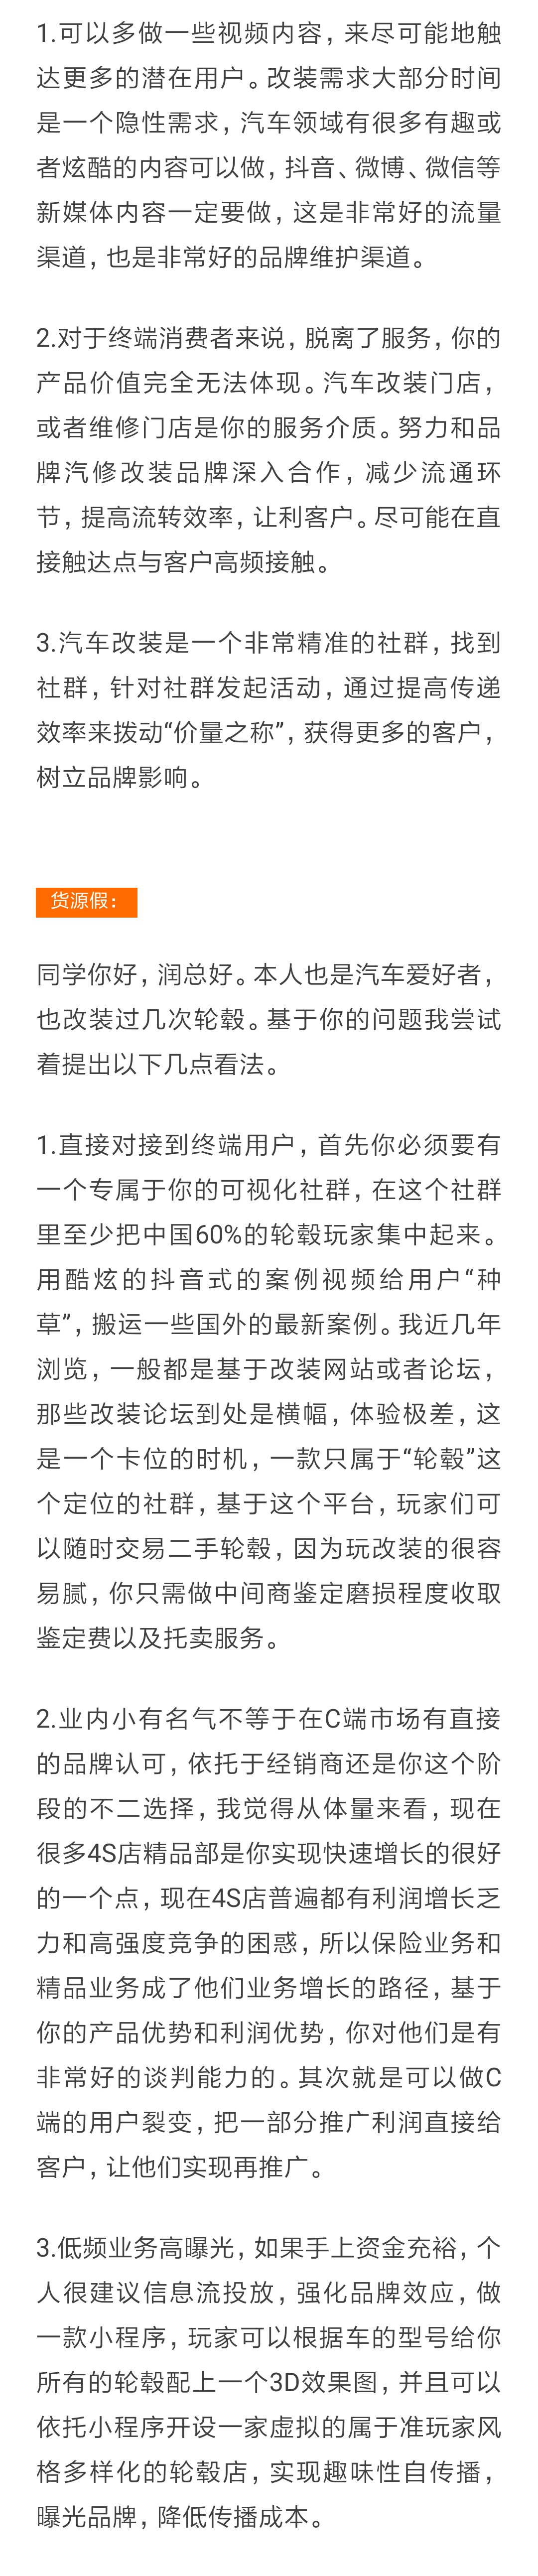 1.可以多做一些视频内容，来尽可能地触
达更多的潜在用户。改装需求大部分时间
是一个隐性需求，汽车领域有很多有趣或
者炫酷的内容可以做，抖音、微博、微信等
新媒体内容一定要做，这是非常好的流量
渠道，也是非常好的品牌维护渠道。
2.对于终端消费者来说，脱离了服务，你的
产品价值完全无法体现。汽车改装门店，
或者维修门店是你的服务介质。努力和品
牌汽修改装品牌深入合作，减少流通环
节，提高流转效率，让利客户。尽可能在直
接触达点与客户高频接触。
3.汽车改装是一个非常精准的社群，找到
社群，针对社群发起活动，通过提高传递
效率来拨动“价量之称”，获得更多的客户，
树立品牌影响。
货源假：
同学你好，润总好。本人也是汽车爱好者，
也改装过几次轮毂。基于你的问题我尝试
着提出以下几点看法。
1.直接对接到终端用户，首先你必须要有
一个专属于你的可视化社群，在这个社群
里至少把中国60%的轮毂玩家集中起来。
用酷炫的抖音式的案例视频给用户“种
草”，搬运一些国外的最新案例。我近几年
浏览，一般都是基于改装网站或者论坛，
那些改装论坛到处是横幅，体验极差，这
是一个卡位的时机，一款只属于“轮毂”这
个定位的社群，基于这个平台，玩家们可
以随时交易二手轮毂，因为玩改装的很容
易腻，你只需做中间商鉴定磨损程度收取
鉴定费以及托卖服务。
2.业内小有名气不等于在C端市场有直接
的品牌认可，依托于经销商还是你这个阶
段的不二选择，我觉得从体量来看，现在
很多4S店精品部是你实现快速增长的很好
的一个点，现在4S店普遍都有利润增长乏
力和高强度竞争的困惑，所以保险业务和
精品业务成了他们业务增长的路径，基于
你的产品优势和利润优势，你对他们是有
非常好的谈判能力的。其次就是可以做C
端的用户裂变，把一部分推广利润直接给
客户，让他们实现再推广。
3.低频业务高曝光，如果手上资金充裕，个
人很建议信息流投放，强化品牌效应，做
一款小程序，玩家可以根据车的型号给你
所有的轮毂配上一个3D效果图，并且可以
依托小程序开设一家虚拟的属于准玩家风
格多样化的轮毂店，实现趣味性自传播，
曝光品牌，降低传播成本。